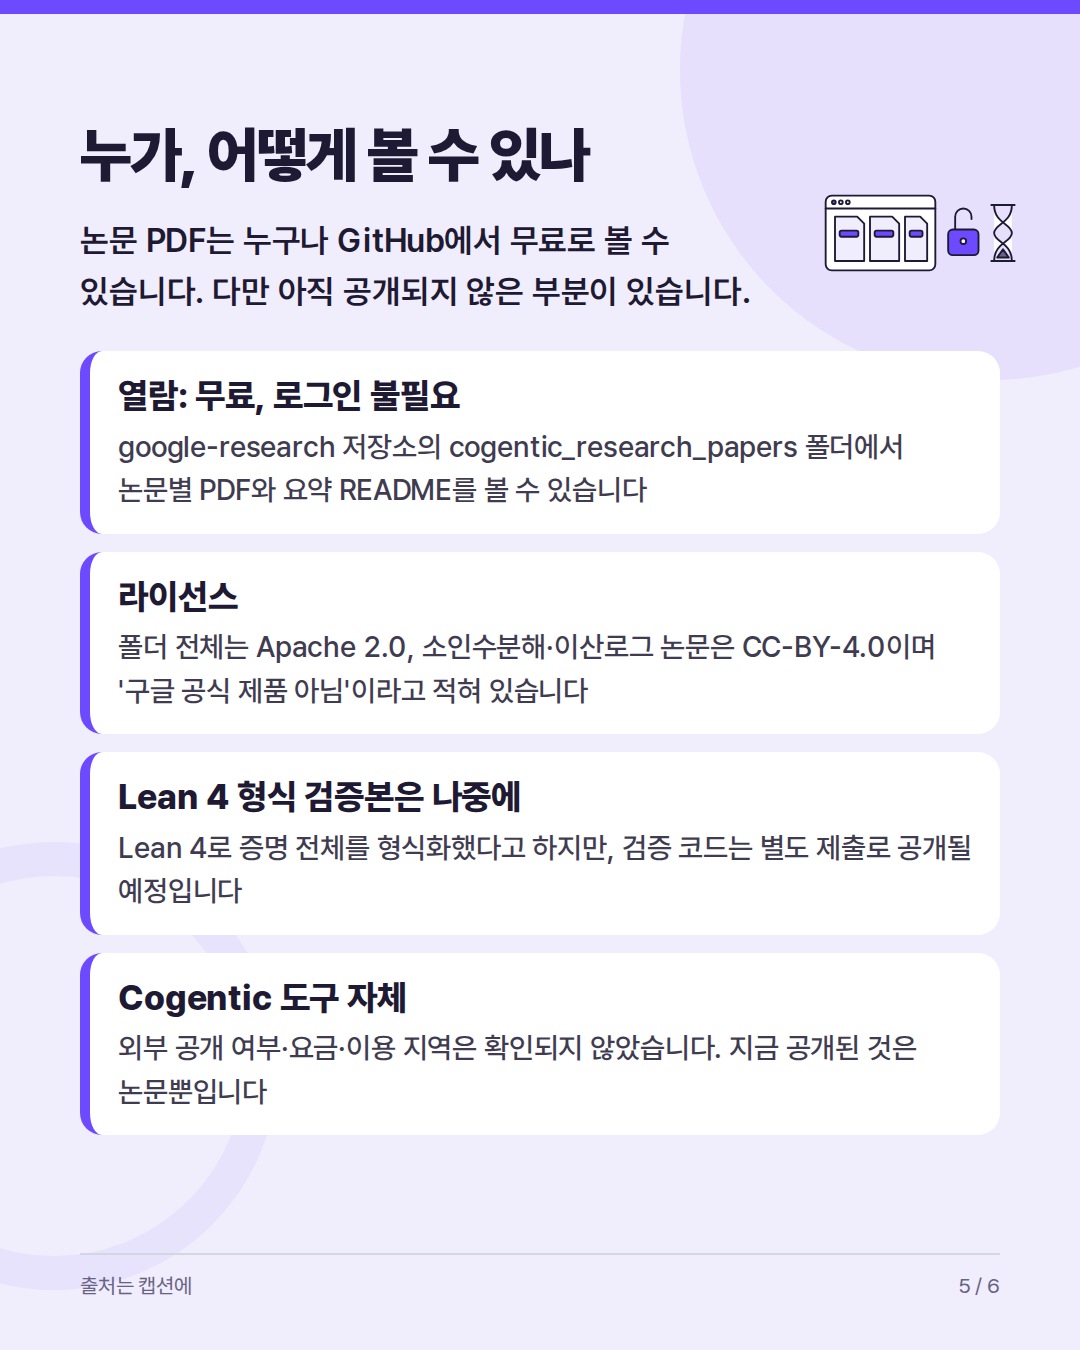 누가, 어떻게 볼 수 있나
논문 PDF는 누구나 GitHub에서 무료로 볼 수
있습니다. 다만 아직 공개되지 않은 부분이 있습니다.
열람: 무료, 로그인 불필요
google-research 저장소의 cogentic_research_papers 폴더에서
논문별 PDF와 요약 README를 볼 수 있습니다
라이선스
폴더 전체는 Apache 2.0, 소인수분해·이산로그 논문은 CC-BY-4.0이며
'구글 공식 제품 아님'이라고 적혀 있습니다
Lean 4 형식 검증본은 나중에
Lean 4로 증명 전체를 형식화했다고 하지만, 검증 코드는 별도 제출로 공개될
예정입니다
Cogentic 도구 자체
외부 공개 여부·요금·이용 지역은 확인되지 않았습니다. 지금 공개된 것은
논문뿐입니다
출처는 캡션에
5 / 6